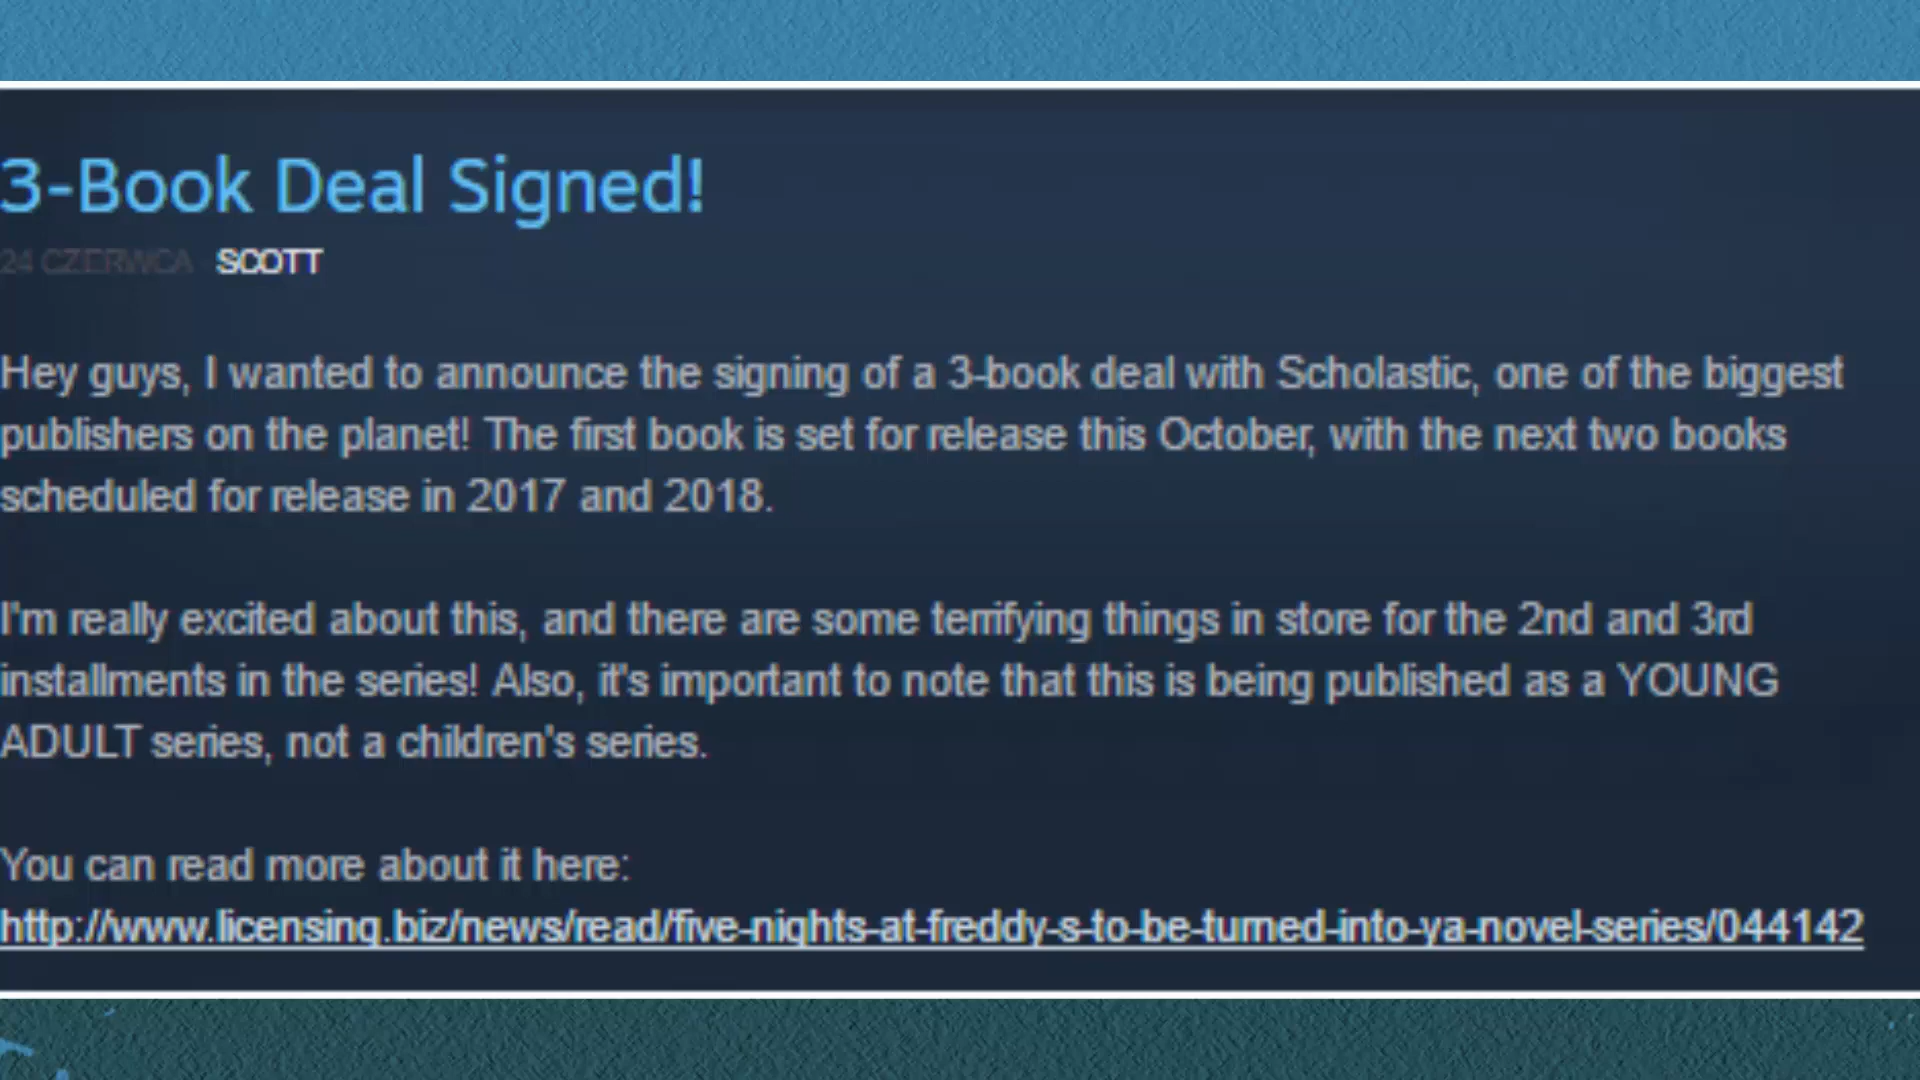 3-Book Deal Signed!
24 CZERWCA - SCOTT
Hey guys, I wanted to announce the signing of a 3-book deal with Scholastic, one of the biggest
publishers on the planet! The first book is set for release this October, with the next two books
scheduled for release in 2017 and 2018.
I'm really excited about this, and there are some terrifying things in store for the 2nd and 3rd
installments in the series! Also, it's important to note that this is being published as a YOUNG
ADULT series, not a children's series.
You can read more about it here:
http://www.licensing.biz/news/read/five-nights-at-freddy-s-to-be-turned-into-ya-novel-series/044142